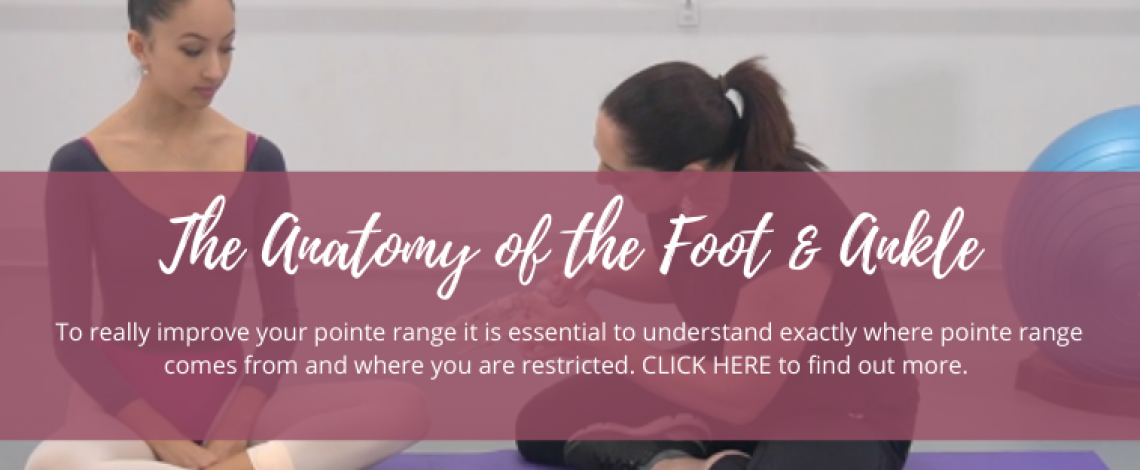 The Anatomy of the Foot & Ankle
To really improve your pointe range it is essential to understand exactly where pointe range
comes from and where you are restricted. CLICK HERE to find out more.